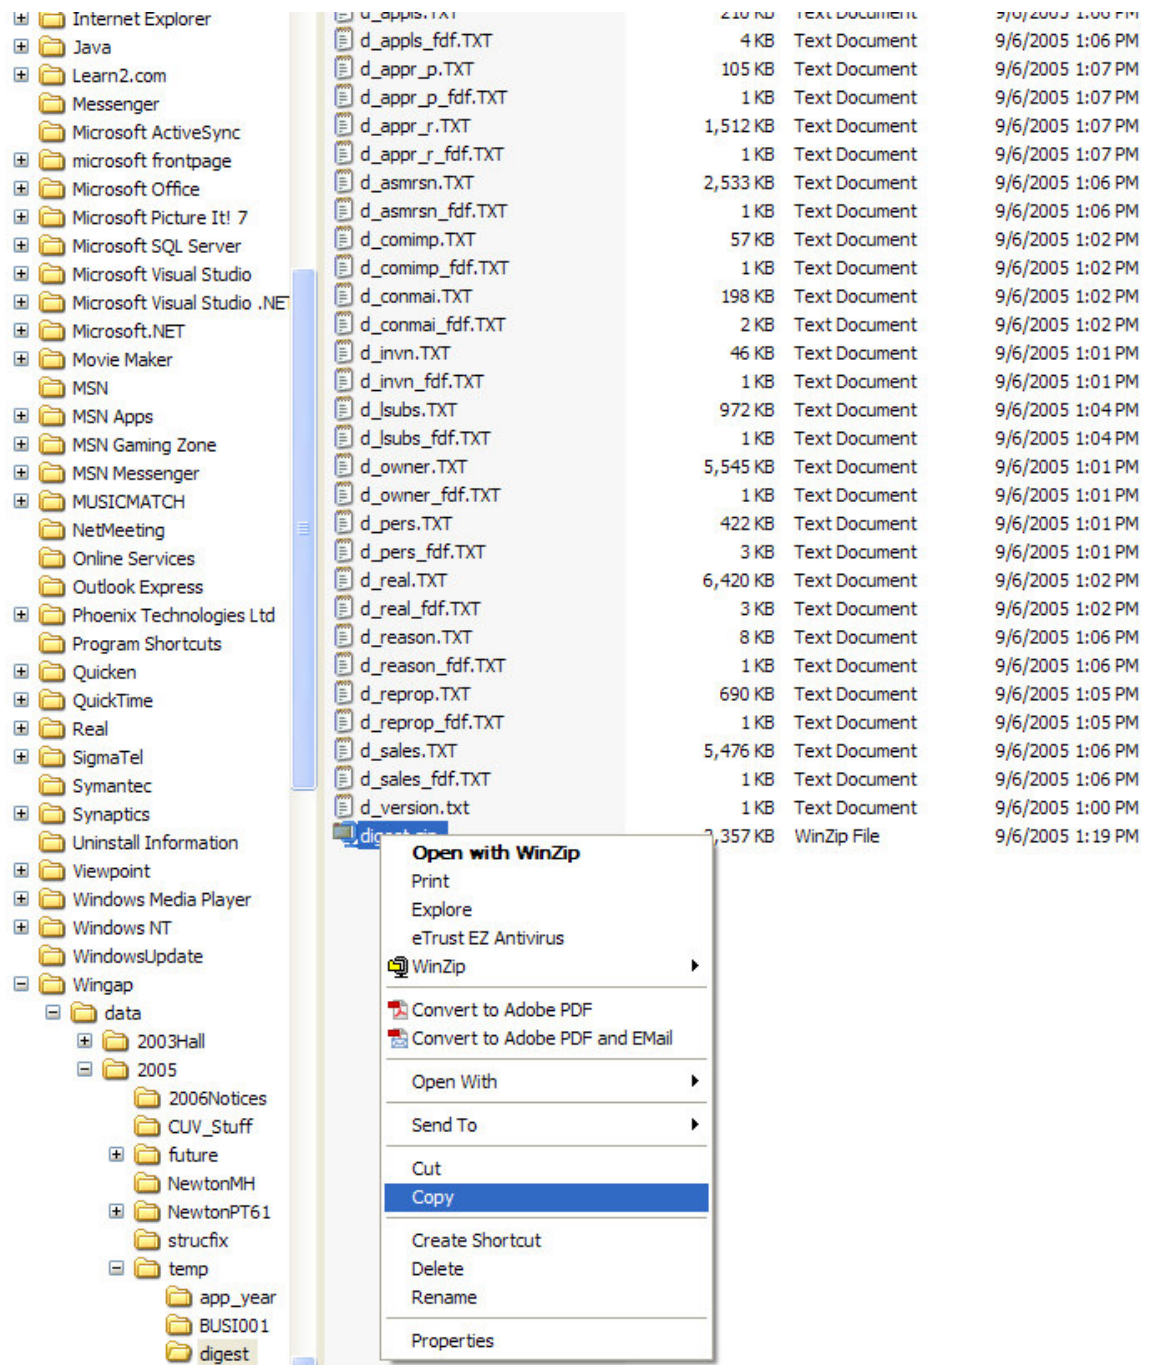 Internet Explorer
Java
Learn2.com
Messenger
Microsoft ActiveSync
microsoft frontpage
Microsoft Office
Microsoft Picture It! 7
Microsoft SQL Server
Microsoft Visual Studio
Microsoft Visual Studio .NET
Microsoft.NET
Movie Maker
MSN
MSN Apps
MSN Gaming Zone
MSN Messenger
MUSICMATCH
NetMeeting
Online Services
Outlook Express
Phoenix Technologies Ltd
Program Shortcuts
Quicken
QuickTime
Real
SigmaTel
Symantec
Synaptics
Uninstall Information
Viewpoint
Windows Media Player
Windows NT
WindowsUpdate
Wingap
data
2003Hall
2005
2006Notices
CUV_Stuff
future
NewtonMH
NewtonPT61
strucfix
temp
app_year
BUSI001
digest
d_appls.TXT 210 KB Text Document 9/6/2005 1:06 PM
d_appls_fdf.TXT 4 KB Text Document 9/6/2005 1:06 PM
d_appr_p.TXT 105 KB Text Document 9/6/2005 1:07 PM
d_appr_p_fdf.TXT 1 KB Text Document 9/6/2005 1:07 PM
d_appr_r.TXT 1,512 KB Text Document 9/6/2005 1:07 PM
d_appr_r_fdf.TXT 1 KB Text Document 9/6/2005 1:07 PM
d_asmrsn.TXT 2,533 KB Text Document 9/6/2005 1:06 PM
d_asmrsn_fdf.TXT 1 KB Text Document 9/6/2005 1:06 PM
d_comimp.TXT 57 KB Text Document 9/6/2005 1:02 PM
d_comimp_fdf.TXT 1 KB Text Document 9/6/2005 1:02 PM
d_conmai.TXT 198 KB Text Document 9/6/2005 1:02 PM
d_conmai_fdf.TXT 2 KB Text Document 9/6/2005 1:02 PM
d_invn.TXT 46 KB Text Document 9/6/2005 1:01 PM
d_invn_fdf.TXT 1 KB Text Document 9/6/2005 1:01 PM
d_lsubs.TXT 972 KB Text Document 9/6/2005 1:04 PM
d_lsubs_fdf.TXT 1 KB Text Document 9/6/2005 1:04 PM
d_owner.TXT 5,545 KB Text Document 9/6/2005 1:01 PM
d_owner_fdf.TXT 1 KB Text Document 9/6/2005 1:01 PM
d_pers.TXT 422 KB Text Document 9/6/2005 1:01 PM
d_pers_fdf.TXT 3 KB Text Document 9/6/2005 1:01 PM
d_real.TXT 6,420 KB Text Document 9/6/2005 1:02 PM
d_real_fdf.TXT 3 KB Text Document 9/6/2005 1:02 PM
d_reason.TXT 8 KB Text Document 9/6/2005 1:06 PM
d_reason_fdf.TXT 1 KB Text Document 9/6/2005 1:06 PM
d_reprop.TXT 690 KB Text Document 9/6/2005 1:05 PM
d_reprop_fdf.TXT 1 KB Text Document 9/6/2005 1:05 PM
d_sales.TXT 5,476 KB Text Document 9/6/2005 1:06 PM
d_sales_fdf.TXT 1 KB Text Document 9/6/2005 1:06 PM
d_version.txt 1 KB Text Document 9/6/2005 1:00 PM
digest.zip KB WinZip File 9/6/2005 1:19 PM
Open with WinZip
Print
Explore
eTrust EZ Antivirus
WinZip
Convert to Adobe PDF
Convert to Adobe PDF and EMail
Open With
Send To
Cut
Copy
Create Shortcut
Delete
Rename
Properties